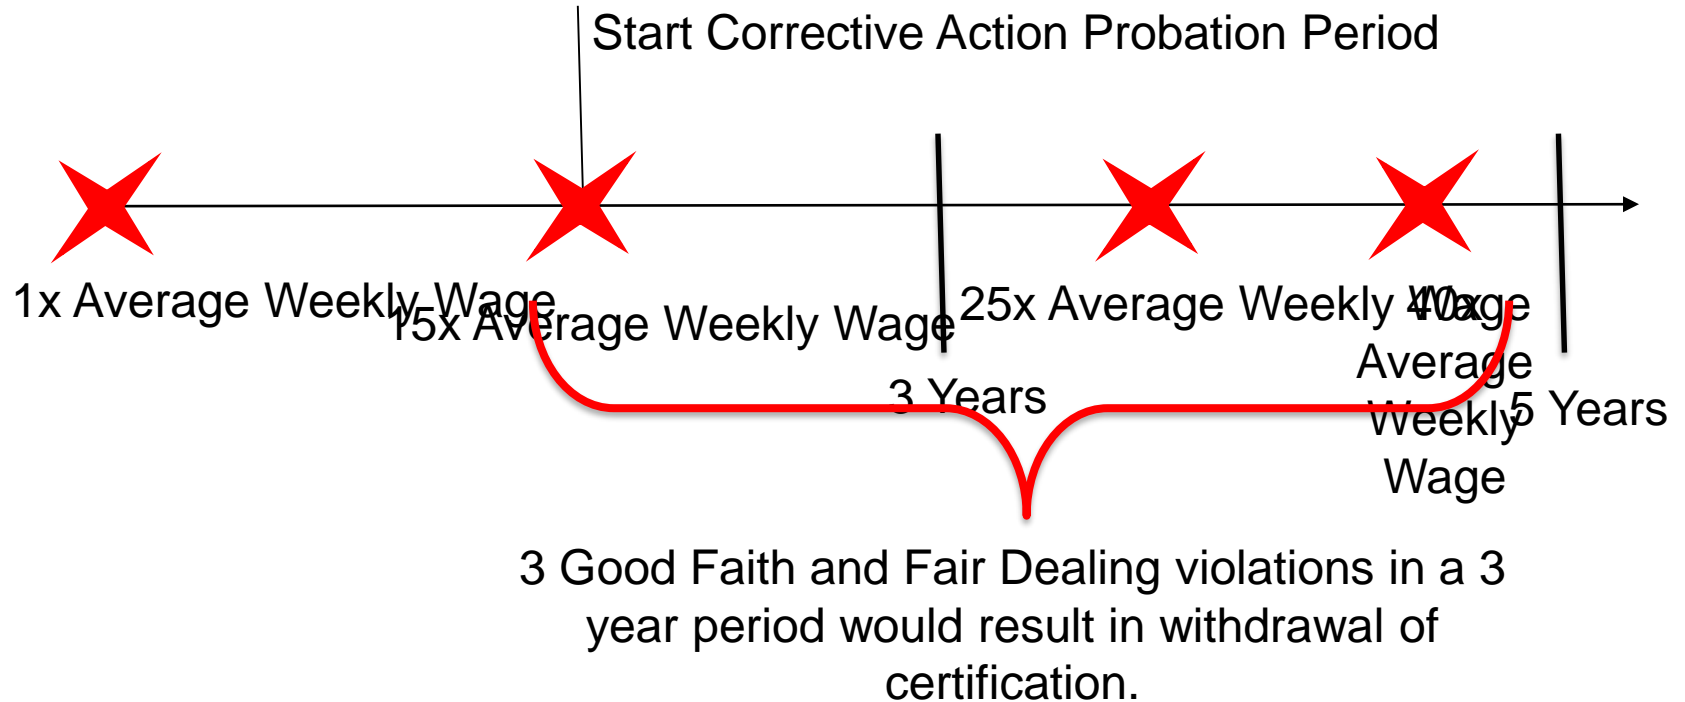 Start Corrective Action Probation Period
1x Average Weekly Wage
15x Average Weekly Wage
25x Average Weekly Wage
40x
Average
Weekly
Wage
3 Years
5 Years
3 Good Faith and Fair Dealing violations in a 3
year period would result in withdrawal of
certification.